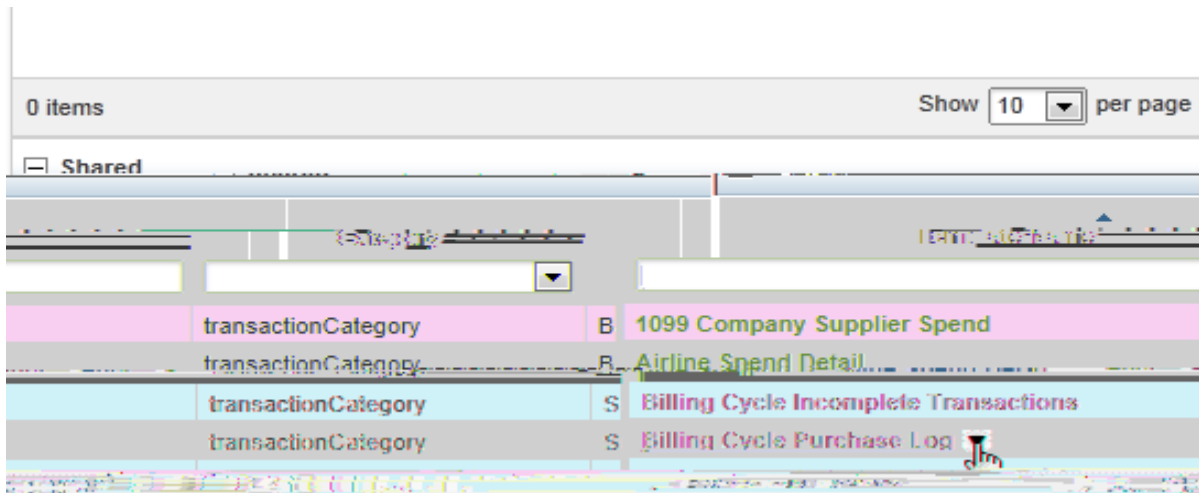 0 items Show 10 per page
Shared
transactionCategory B 1099 Company Supplier Spend
transactionCategory B Airline Spend Detail
transactionCategory S Billing Cycle Incomplete Transactions
transactionCategory S Billing Cycle Purchase Log